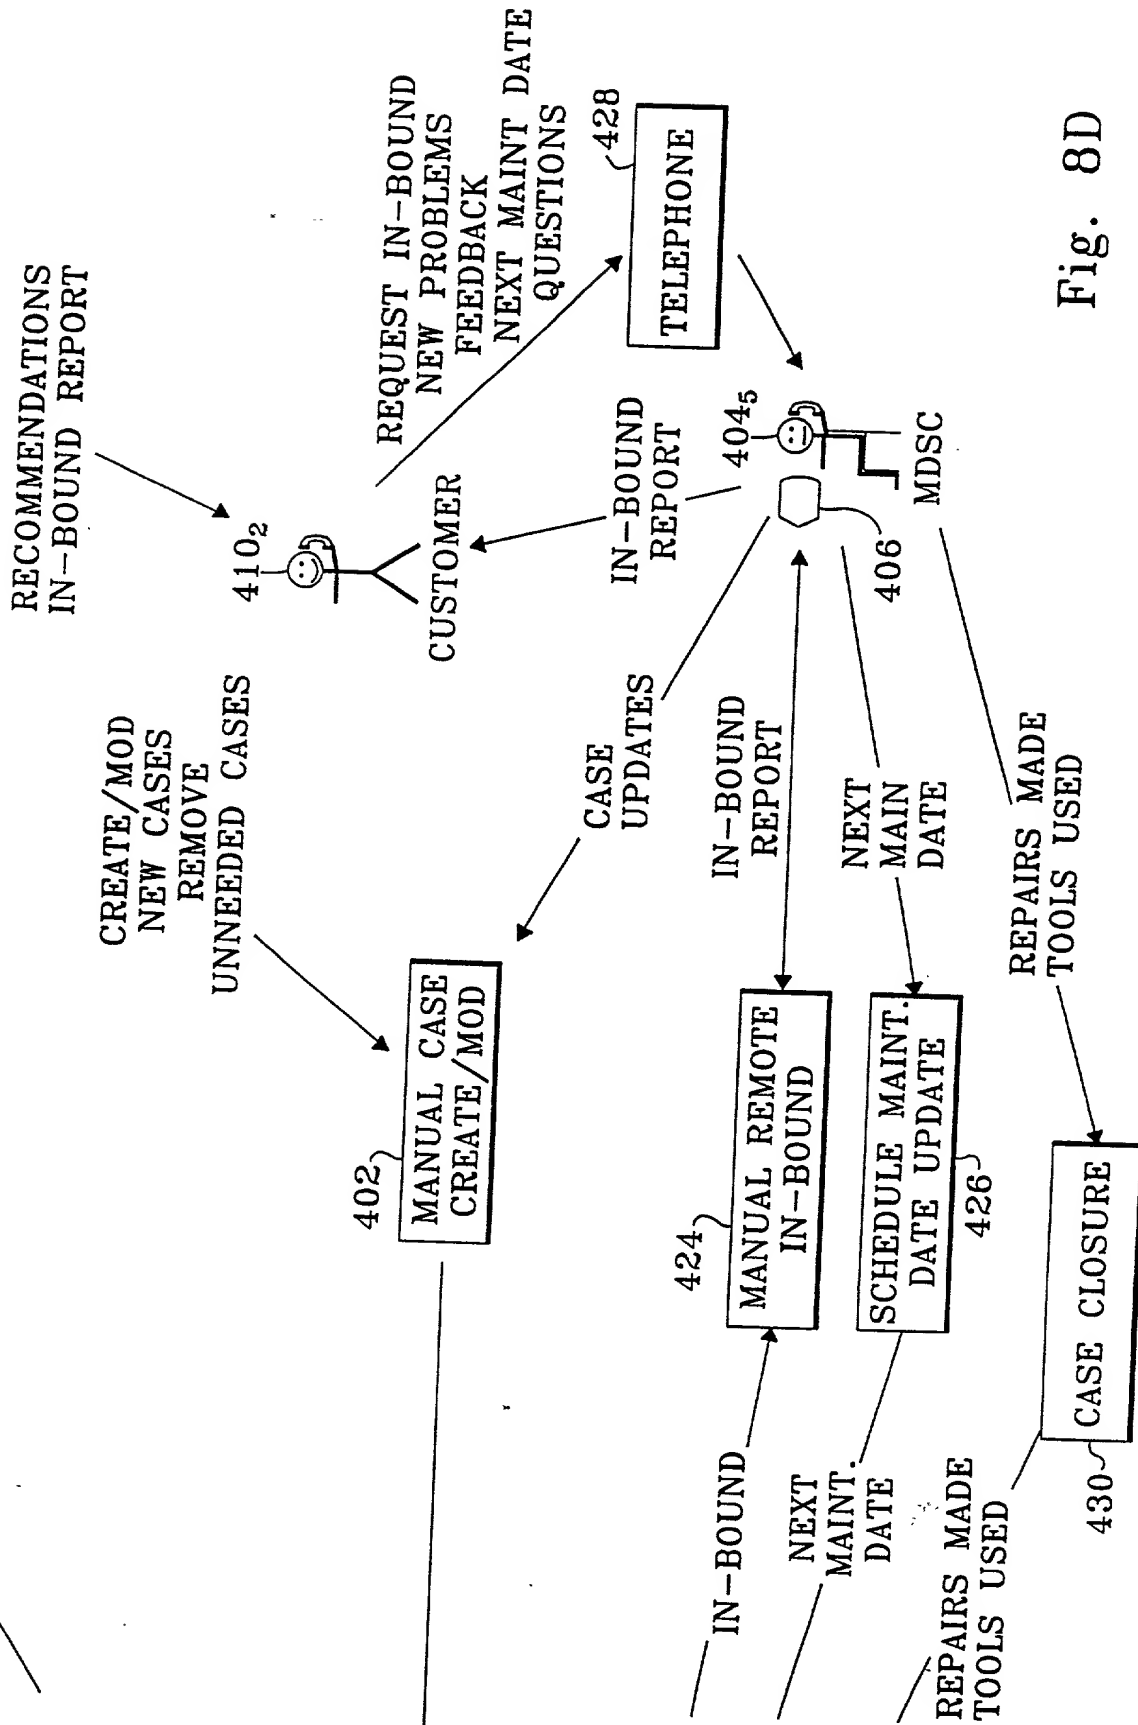 RECOMMENDATIONS
IN-BOUND REPORT
410₂
CUSTOMER
CREATE/MOD
NEW CASES
REMOVE
UNNEEDED CASES
402
MANUAL CASE
CREATE/MOD
REQUEST IN-BOUND
NEW PROBLEMS
FEEDBACK
NEXT MAINT DATE
QUESTIONS
428
TELEPHONE
IN-BOUND
REPORT
404₅
MDSC
406
CASE
UPDATES
IN-BOUND
REPORT
424
MANUAL REMOTE
IN-BOUND
IN-BOUND
NEXT
MAIN
DATE
SCHEDULE MAINT.
DATE UPDATE
426
NEXT
MAINT.
DATE
REPAIRS MADE
TOOLS USED
CASE CLOSURE
430
REPAIRS MADE
TOOLS USED
Fig. 8D